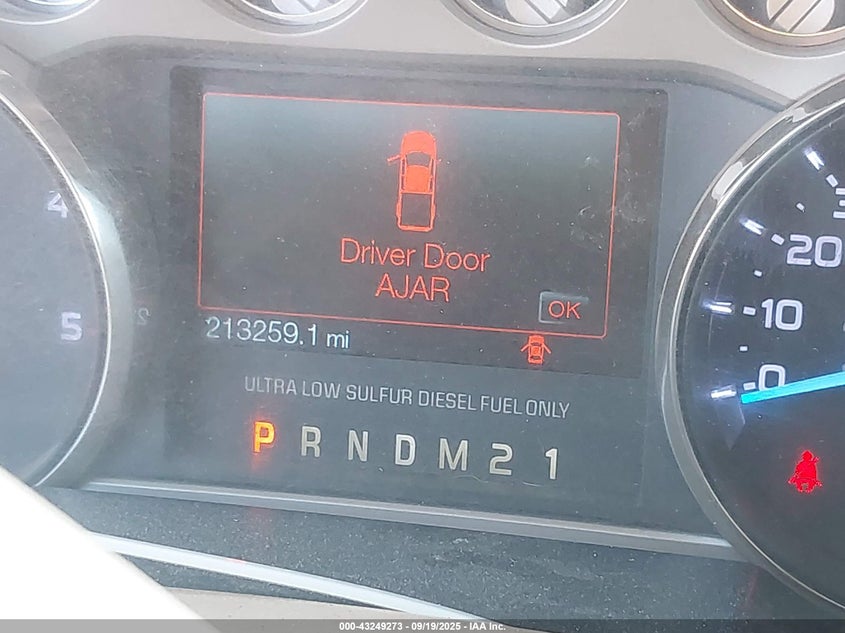 Driver Door
AJAR
OK
213259.1 mi
ULTRA LOW SULFUR DIESEL FUEL ONLY
P R N D M 2 1
4
5
20
10
0
000-43249273 - 09/19/2025 - IAA Inc.